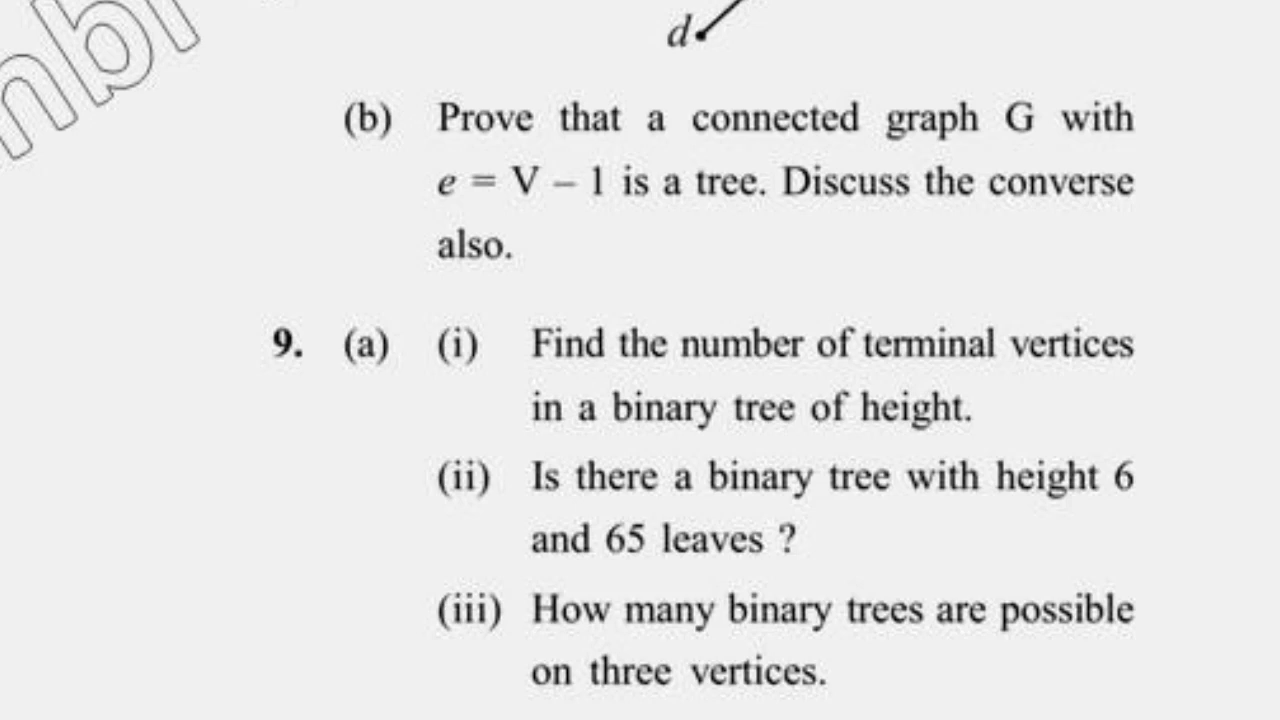 d
(b) Prove that a connected graph G with
e = V – 1 is a tree. Discuss the converse
also.
9. (a) (i) Find the number of terminal vertices
in a binary tree of height.
(ii) Is there a binary tree with height 6
and 65 leaves ?
(iii) How many binary trees are possible
on three vertices.